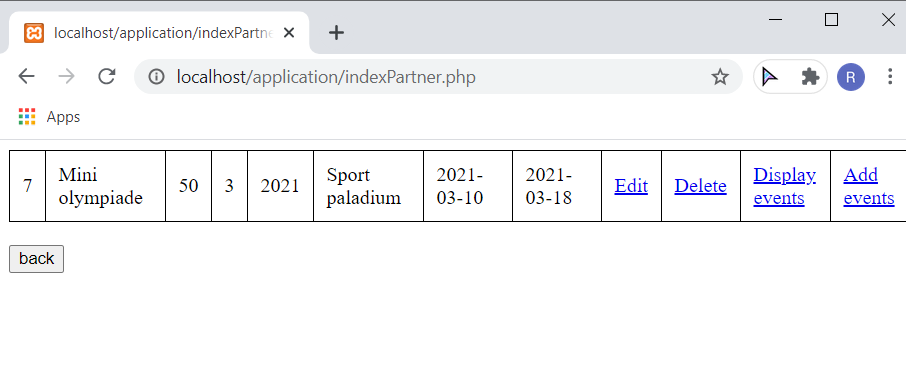 localhost/application/indexPartne
localhost/application/indexPartner.php
R
Apps
7 Mini olympiade 50 3 2021 Sport paladium 2021-03-10 2021-03-18 Edit Delete Display events Add events
back